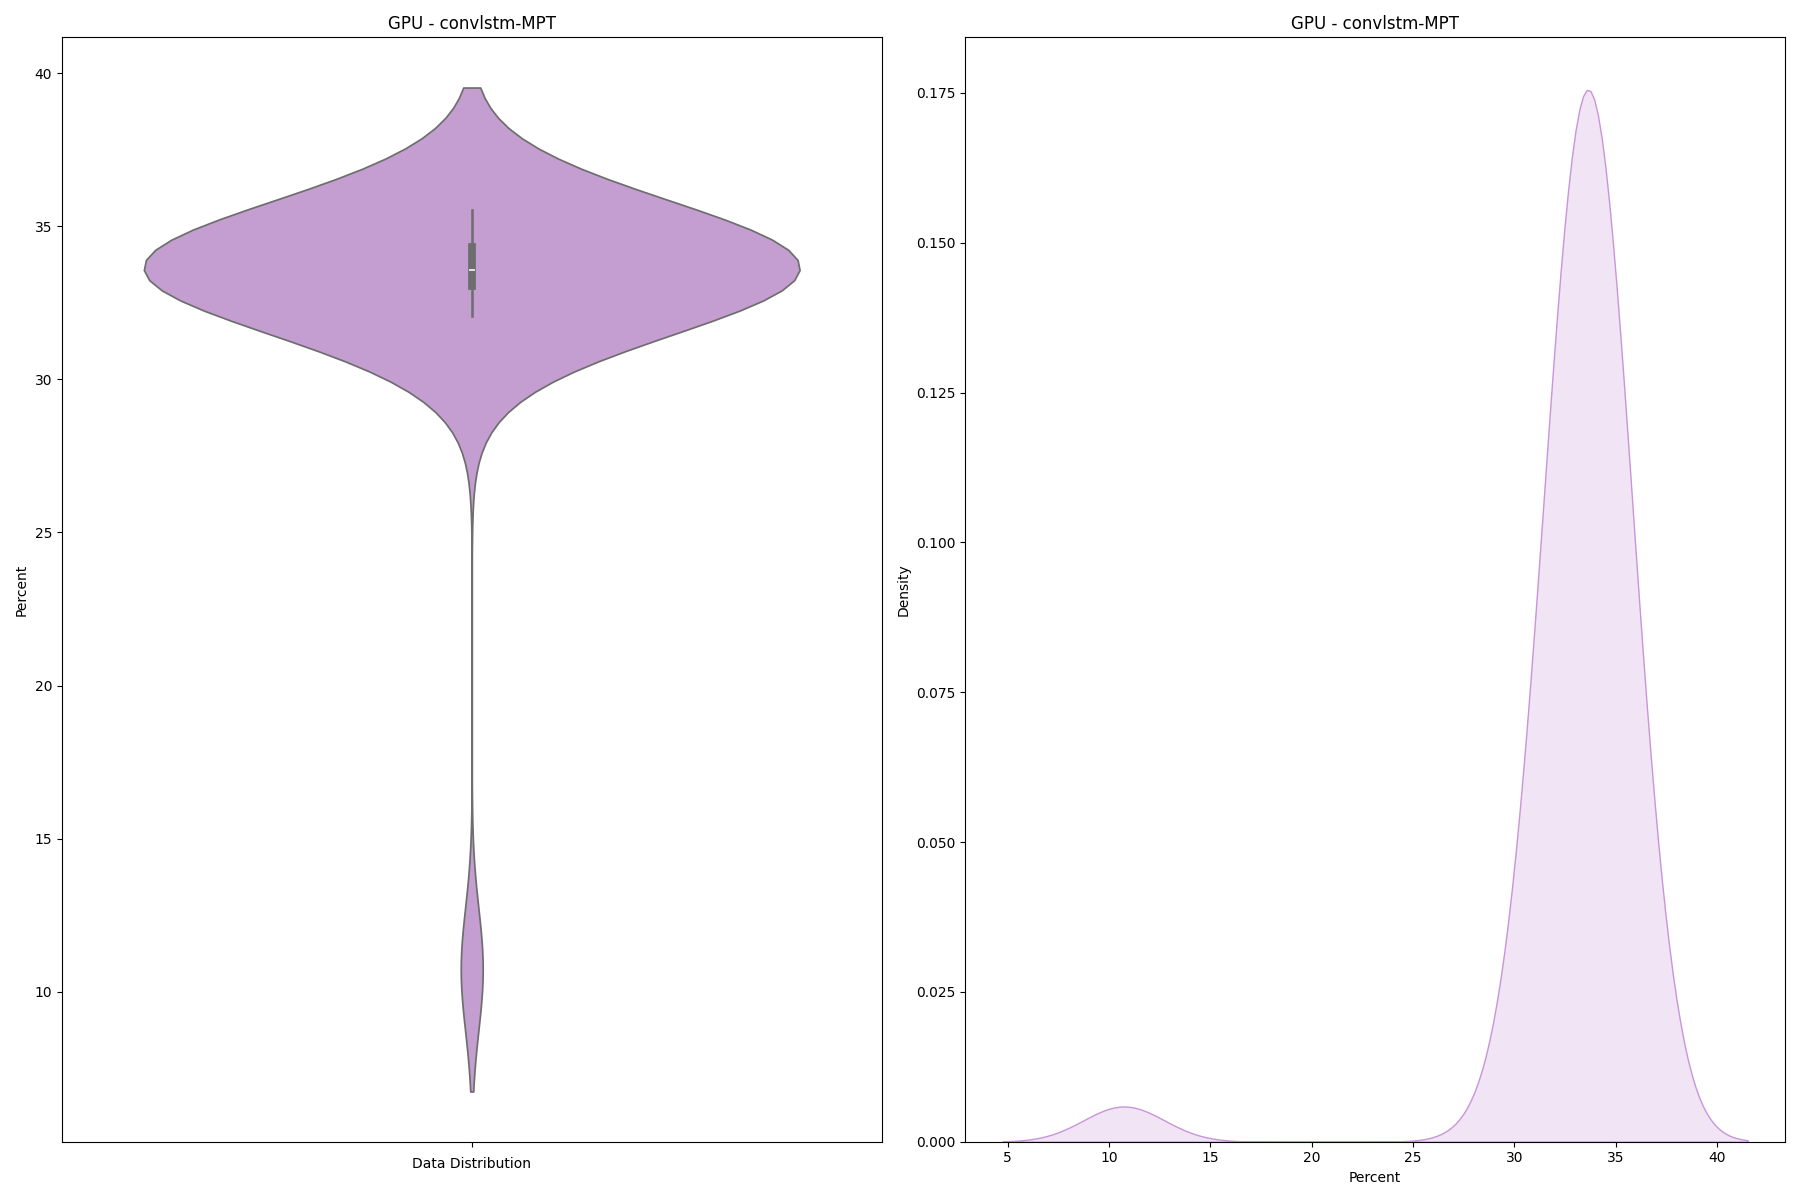 GPU - convlstm-MPT
40
35
30
25
20
15
10
Percent
Data Distribution
GPU - convlstm-MPT
0.175
0.150
0.125
0.100
0.075
0.050
0.025
0.000
Density
5 10 15 20 25 30 35 40
Percent